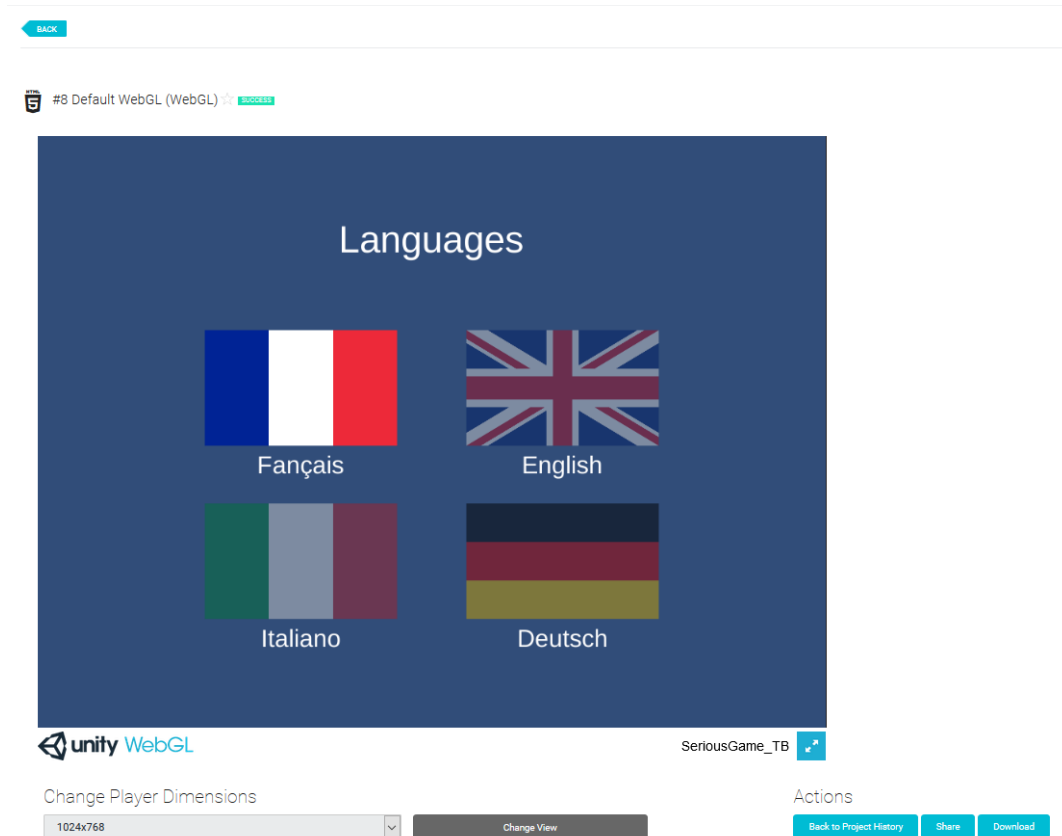 BACK
HTML
5
#8 Default WebGL (WebGL) SUCCESS
Languages
Fançais English
Italiano Deutsch
unity WebGL SeriousGame_TB
Change Player Dimensions Actions
1024x768 Change View Back to Project History Share Download